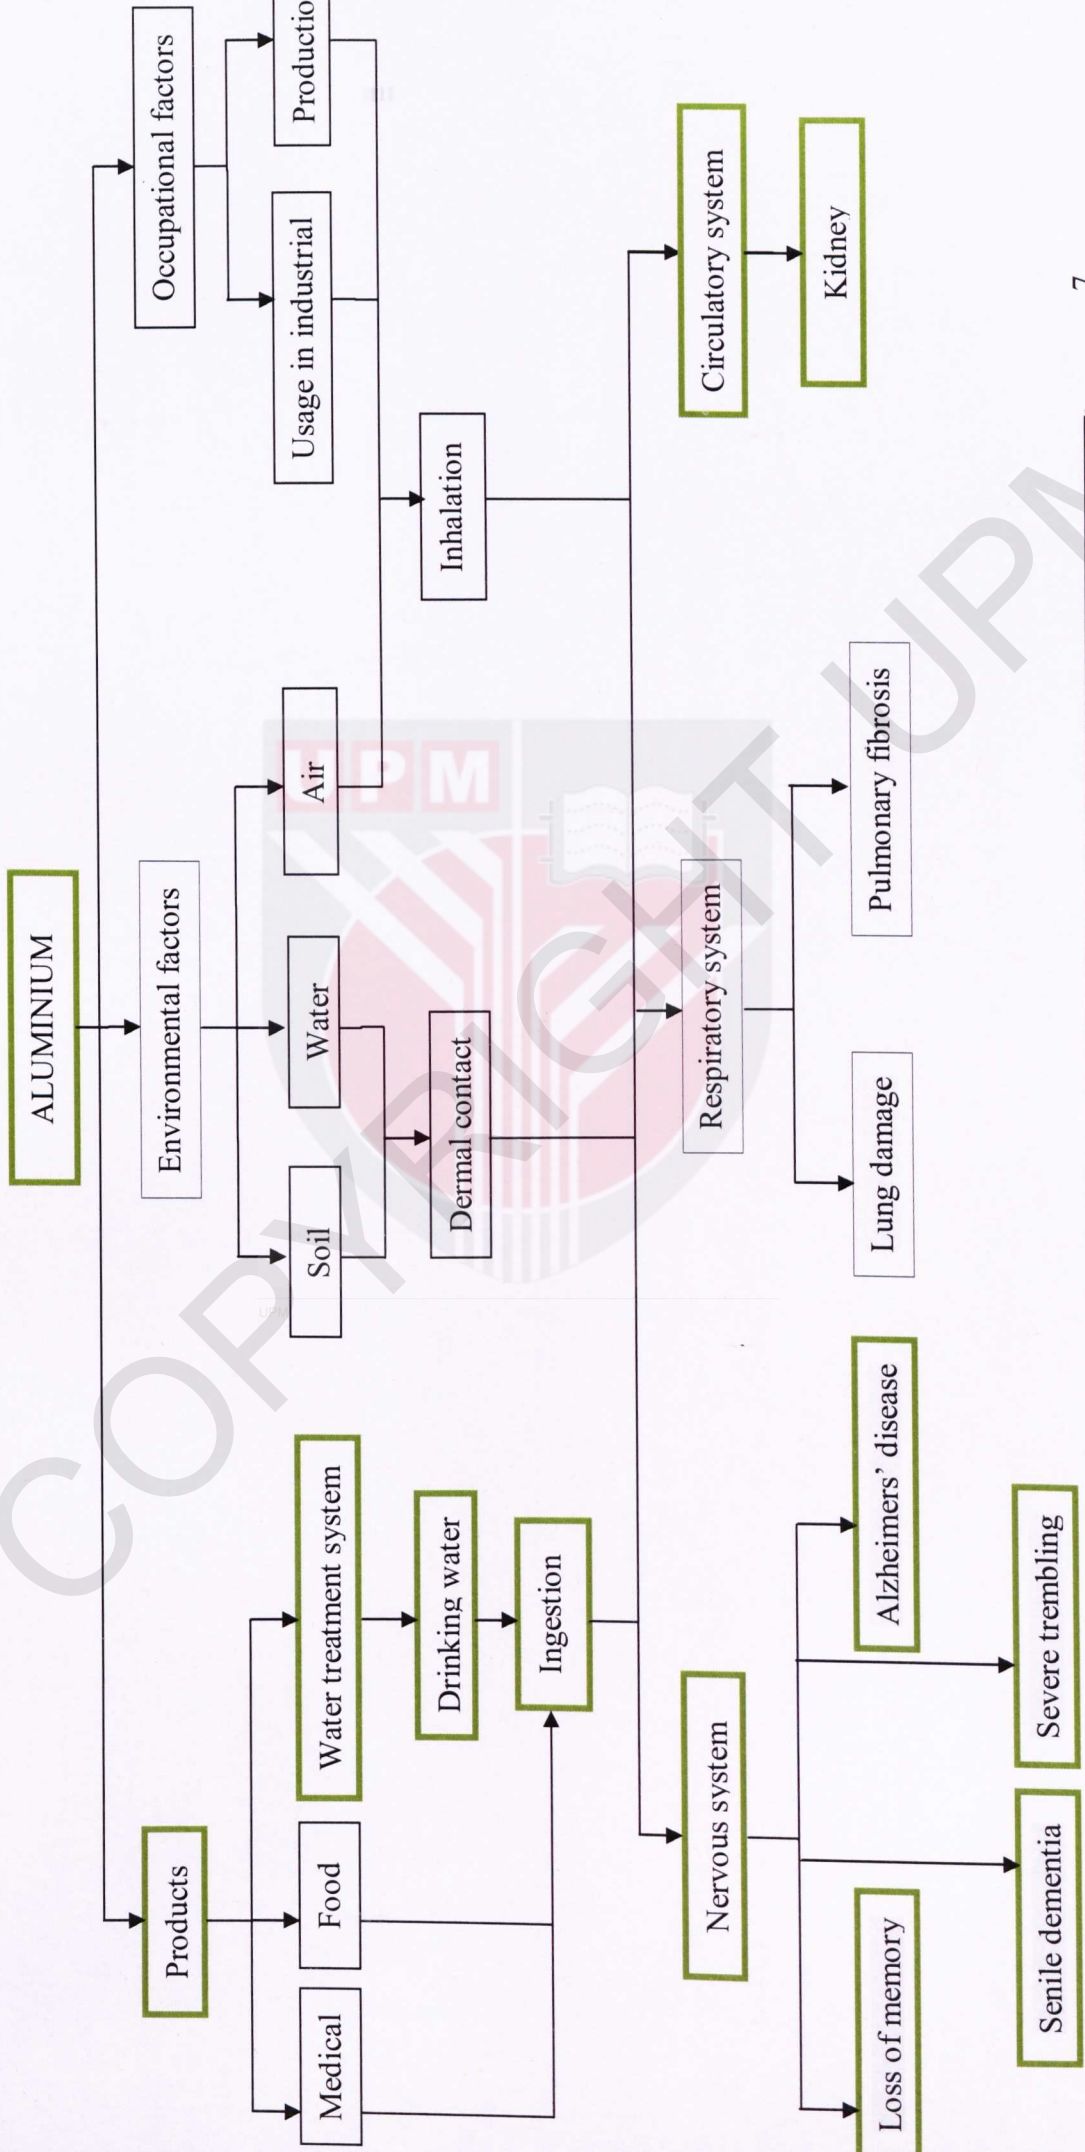 ALUMINIUM
Products
Environmental factors
Occupational factors
Medical
Food
Water treatment system
Soil
Water
Air
Usage in industrial
Drinking water
Dermal contact
Inhalation
Ingestion
Nervous system
Respiratory system
Circulatory system
Loss of memory
Alzheimers’ disease
Lung damage
Pulmonary fibrosis
Kidney
Senile dementia
Severe trembling
7
UPM
COPYRIGHT UPM